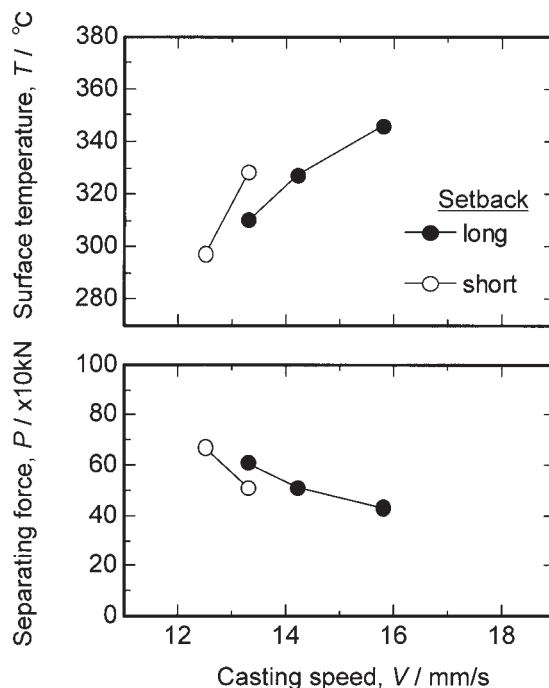 Surface temperature, T / °C
380
360
340
320
300
280
Setback
long
short
Separating force, P / x10kN
100
80
60
40
20
0
12 14 16 18
Casting speed, V / mm/s